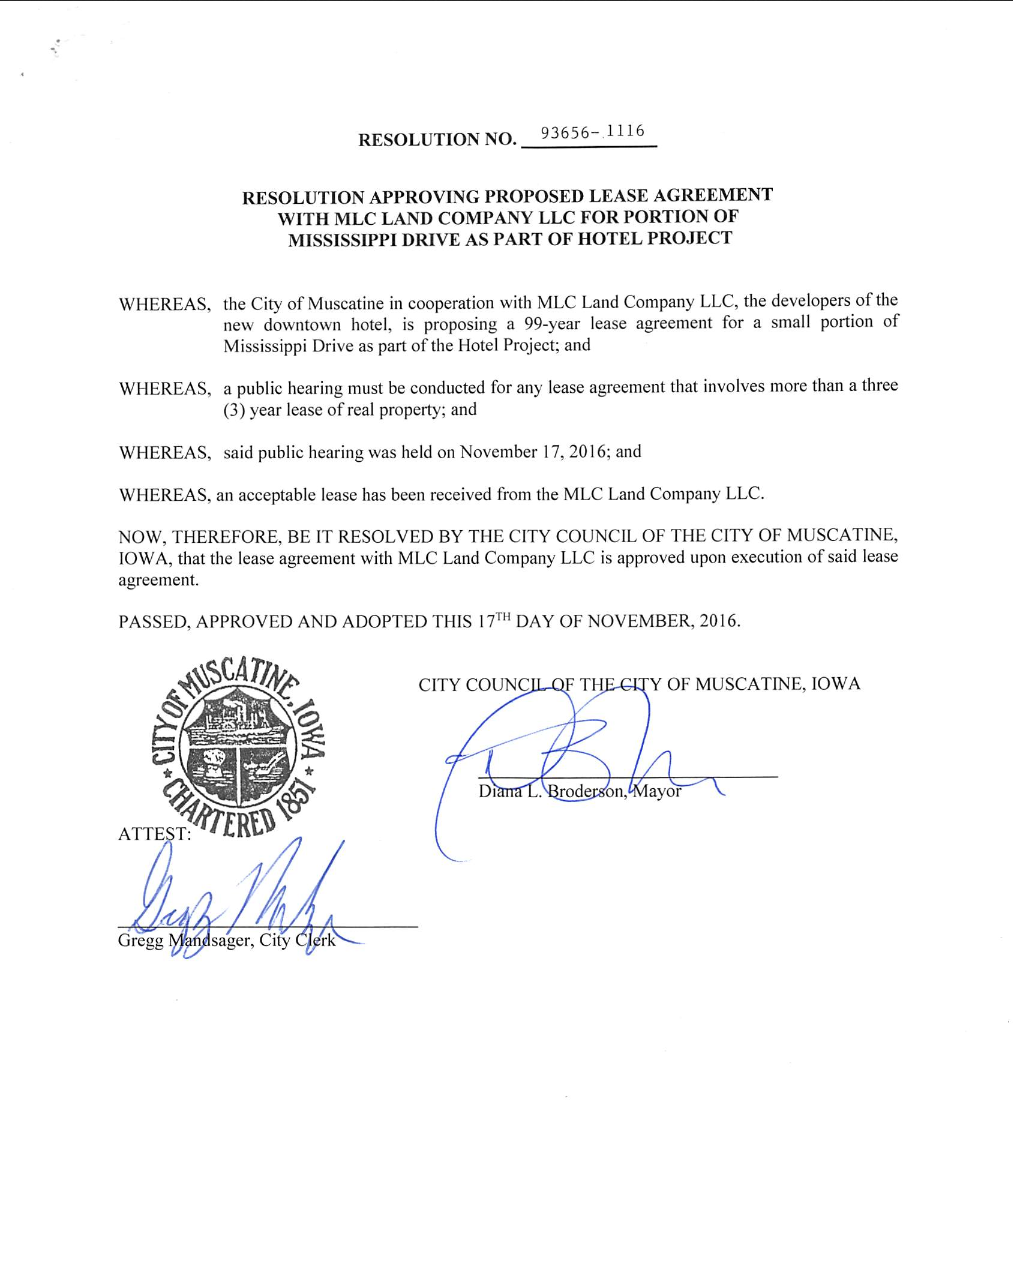 RESOLUTION NO. 93656-1116
RESOLUTION APPROVING PROPOSED LEASE AGREEMENT
WITH MLC LAND COMPANY LLC FOR PORTION OF
MISSISSIPPI DRIVE AS PART OF HOTEL PROJECT
WHEREAS, the City of Muscatine in cooperation with MLC Land Company LLC, the developers of the
new downtown hotel, is proposing a 99-year lease agreement for a small portion of
Mississippi Drive as part of the Hotel Project; and
WHEREAS, a public hearing must be conducted for any lease agreement that involves more than a three
(3) year lease of real property; and
WHEREAS, said public hearing was held on November 17, 2016; and
WHEREAS, an acceptable lease has been received from the MLC Land Company LLC.
NOW, THEREFORE, BE IT RESOLVED BY THE CITY COUNCIL OF THE CITY OF MUSCATINE,
IOWA, that the lease agreement with MLC Land Company LLC is approved upon execution of said lease
agreement.
PASSED, APPROVED AND ADOPTED THIS 17TH DAY OF NOVEMBER, 2016.
CITY OF MUSCATINE, IOWA
CHARTERED 1851
CITY COUNCIL OF THE CITY OF MUSCATINE, IOWA
Diana L. Broderson, Mayor
ATTEST:
Gregg Mandsager, City Clerk